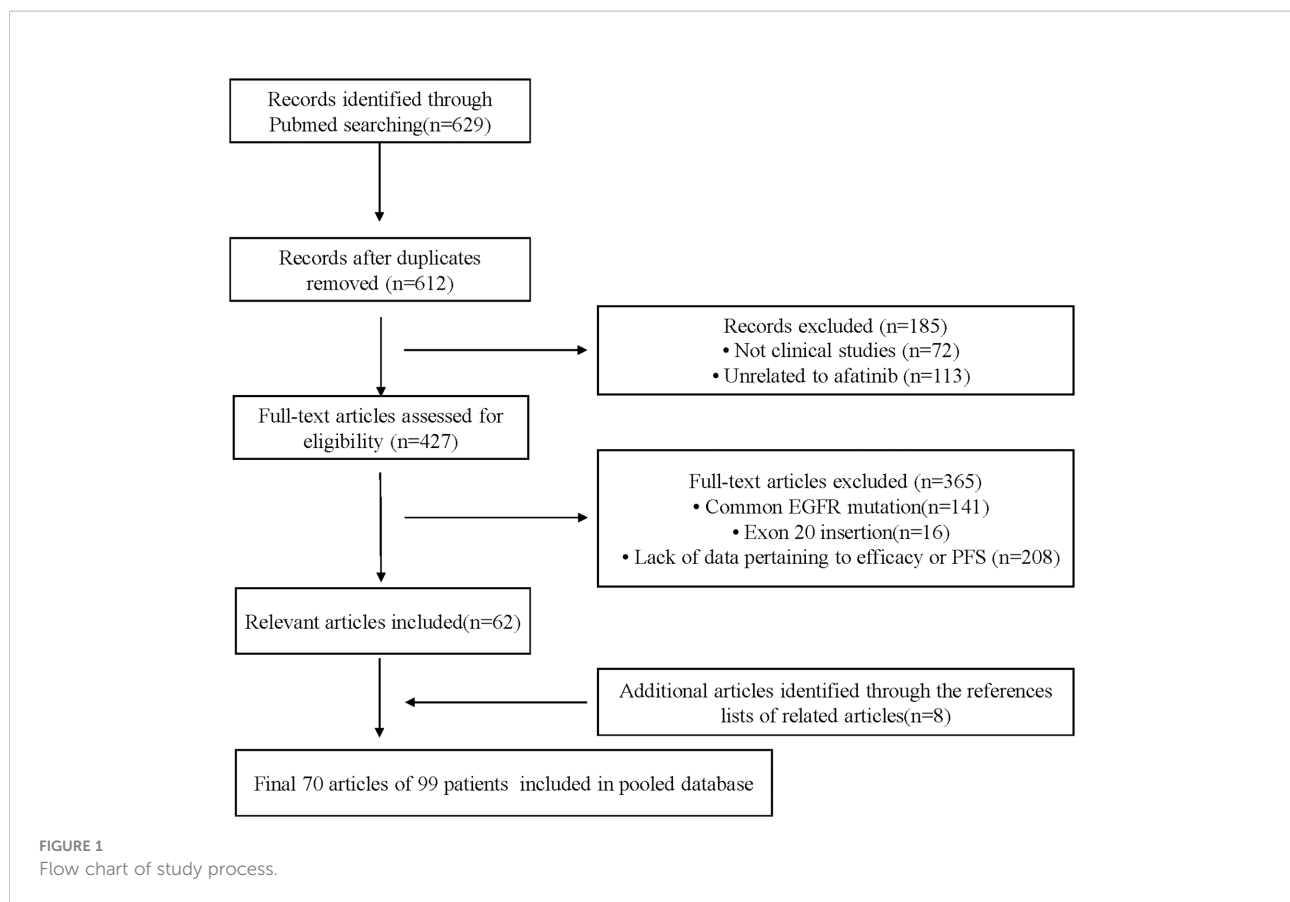 Records identified through
Pubmed searching(n=629)
Records after duplicates
removed (n=612)
Records excluded (n=185)
• Not clinical studies (n=72)
• Unrelated to afatinib (n=113)
Full-text articles assessed for
eligibility (n=427)
Full-text articles excluded (n=365)
• Common EGFR mutation(n=141)
• Exon 20 insertion(n=16)
• Lack of data pertaining to efficacy or PFS (n=208)
Relevant articles included(n=62)
Additional articles identified through the references
lists of related articles(n=8)
Final 70 articles of 99 patients included in pooled database
FIGURE 1
Flow chart of study process.